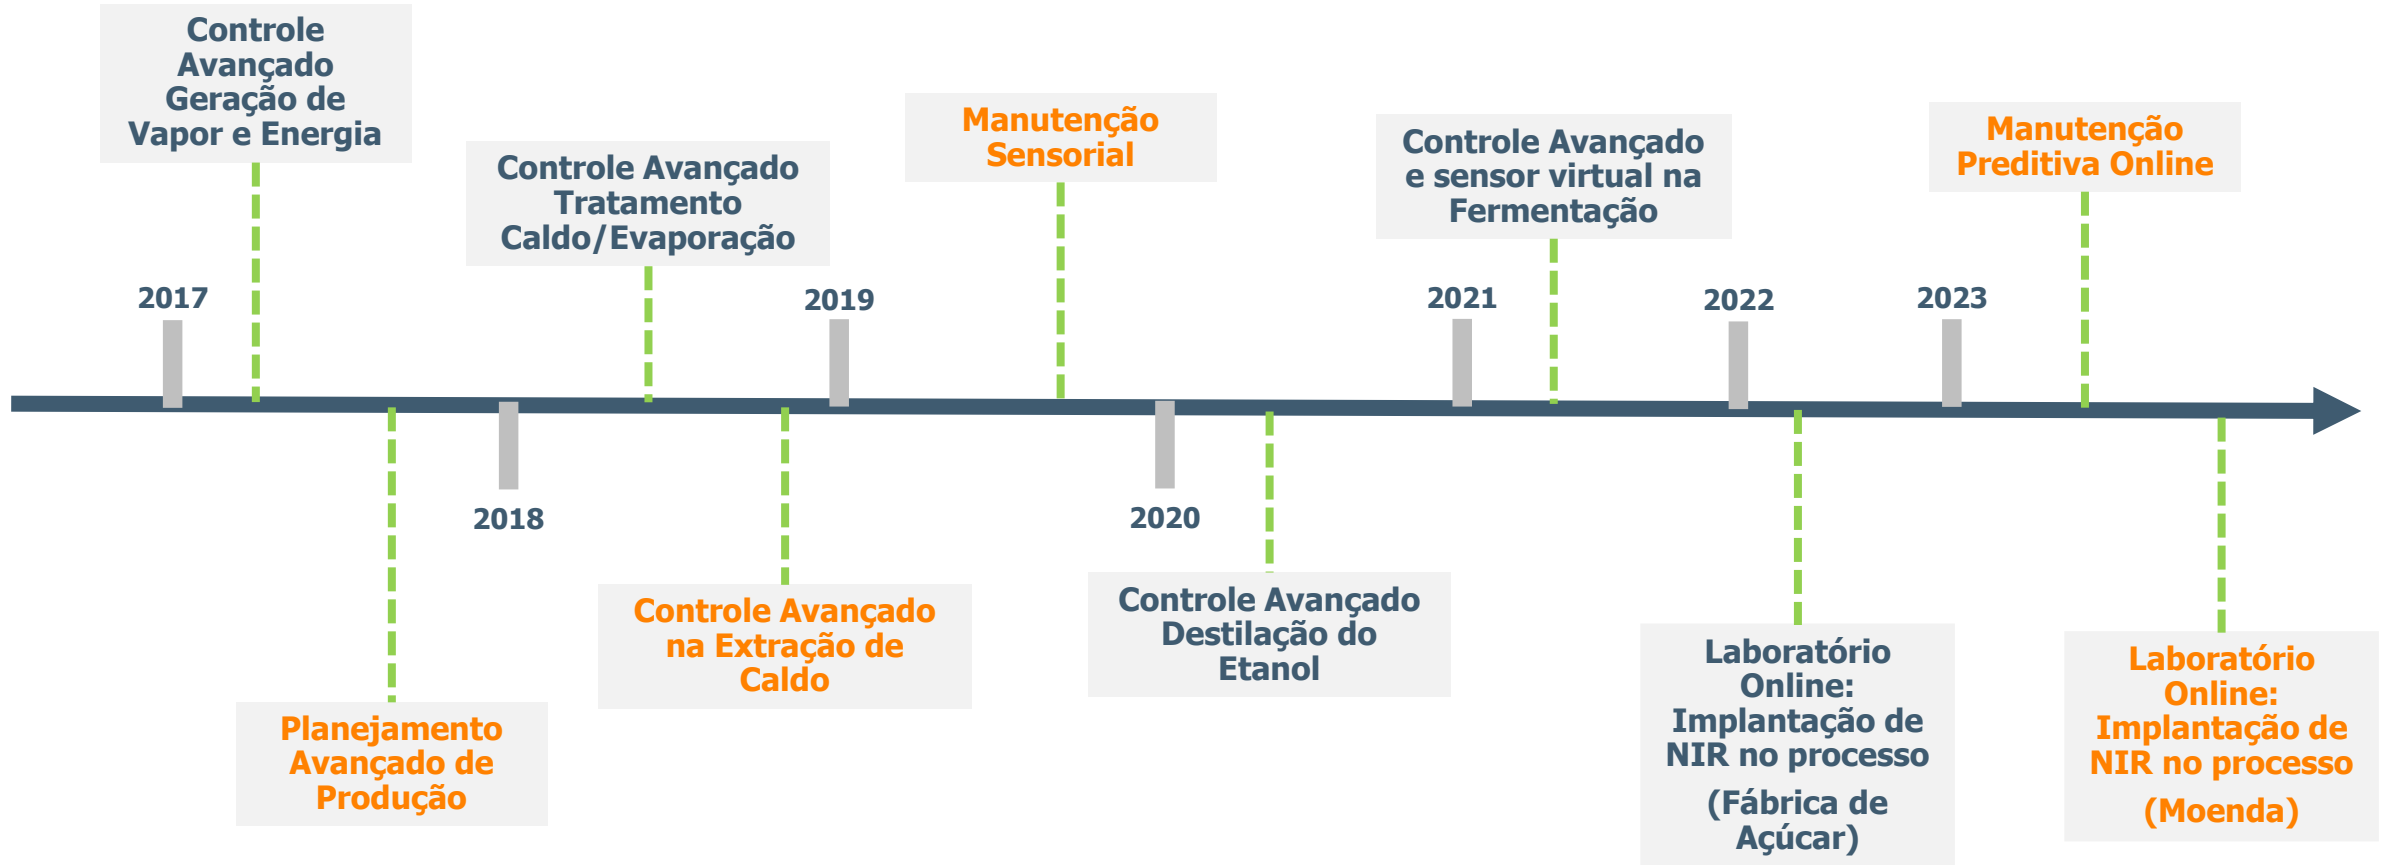 Controle
Avançado
Geração de
Vapor e Energia
Controle Avançado
Tratamento
Caldo/Evaporação
Manutenção
Sensorial
Controle Avançado
e sensor virtual na
Fermentação
Manutenção
Preditiva Online
2017
2019
2021
2022
2023
2018
2020
Planejamento
Avançado de
Produção
Controle Avançado
na Extração de
Caldo
Controle Avançado
Destilação do
Etanol
Laboratório
Online:
Implantação de
NIR no processo
(Fábrica de
Açúcar)
Laboratório
Online:
Implantação de
NIR no processo
(Moenda)